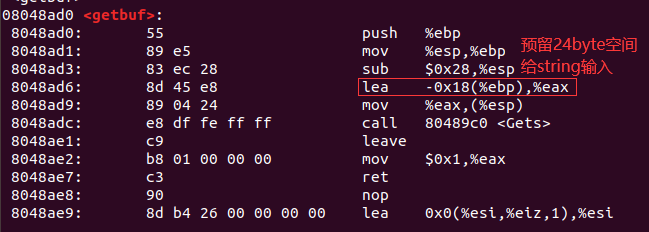 08048ad0 <getbuf>:
8048ad0: 55 push %ebp
8048ad1: 89 e5 mov %esp,%ebp
8048ad3: 83 ec 28 sub $0x28,%esp
预留24byte空间
给string输入
8048ad6: 8d 45 e8 lea -0x18(%ebp),%eax
8048ad9: 89 04 24 mov %eax,(%esp)
8048adc: e8 df fe ff ff call 80489c0 <Gets>
8048ae1: c9 leave
8048ae2: b8 01 00 00 00 mov $0x1,%eax
8048ae7: c3 ret
8048ae8: 90 nop
8048ae9: 8d b4 26 00 00 00 00 lea 0x0(%esi,%eiz,1),%esi